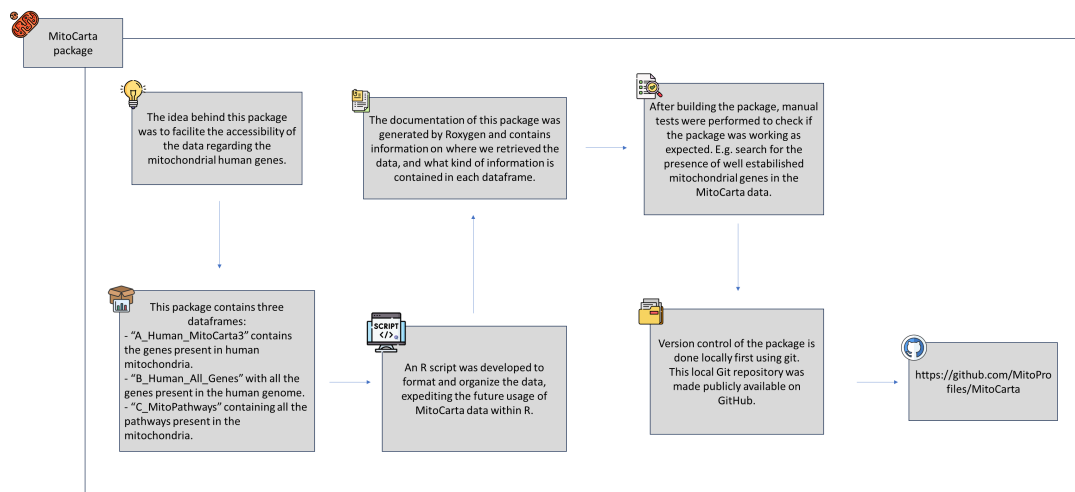 MitoCarta
package
The idea behind this package
was to facilite the accessibility of
the data regarding the
mitochondrial human genes.
This package contains three
dataframes:
- “A_Human_MitoCarta3” contains
the genes present in human
mitochondria.
- “B_Human_All_Genes” with all the
genes present in the human genome.
- “C_MitoPathways” containing all the
pathways present in the
mitochondria.
SCRIPT
</>
An R script was developed to
format and organize the data,
expediting the future usage of
MitoCarta data within R.
The documentation of this package was
generated by Roxygen and contains
information on where we retrieved the
data, and what kind of information is
contained in each dataframe.
After building the package, manual
tests were performed to check if
the package was working as
expected. E.g. search for the
presence of well estabilished
mitochondrial genes in the
MitoCarta data.
Version control of the package is
done locally first using git.
This local Git repository was
made publicly available on
GitHub.
https://github.com/MitoPro
files/MitoCarta